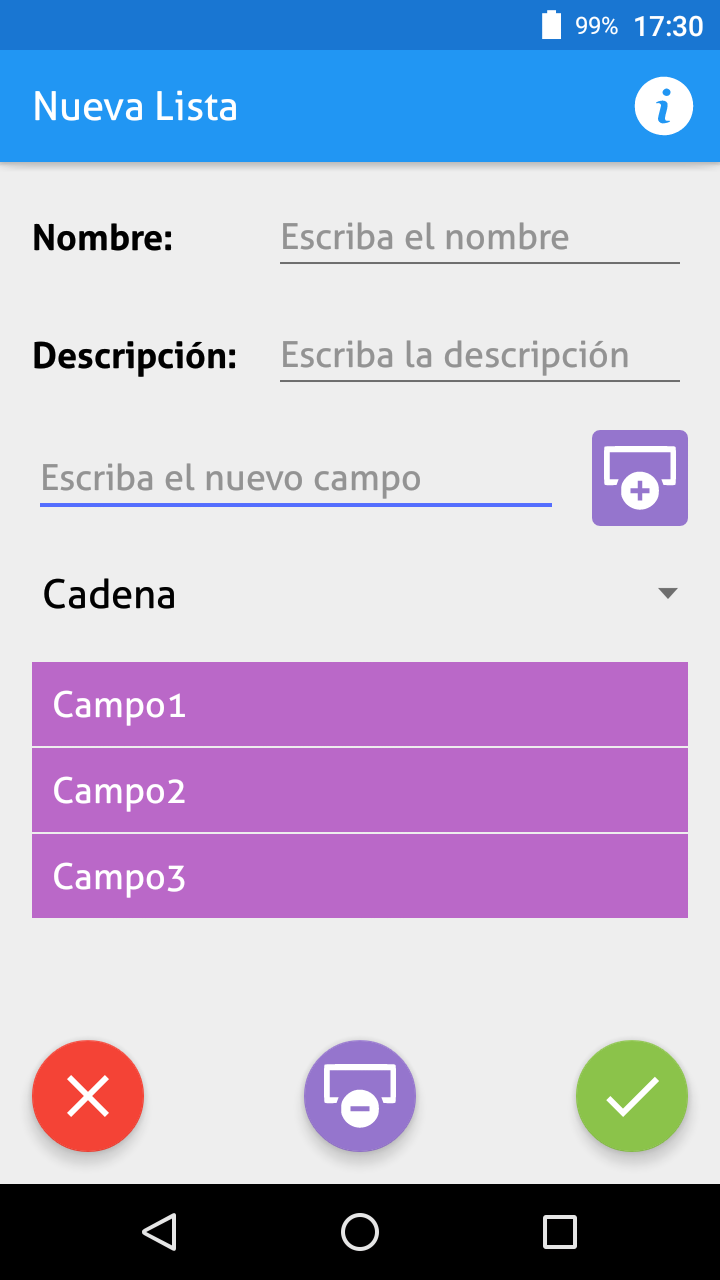 99% 17:30
Nueva Lista
Nombre: Escriba el nombre
Descripción: Escriba la descripción
Escriba el nuevo campo
Cadena
Campo1
Campo2
Campo3